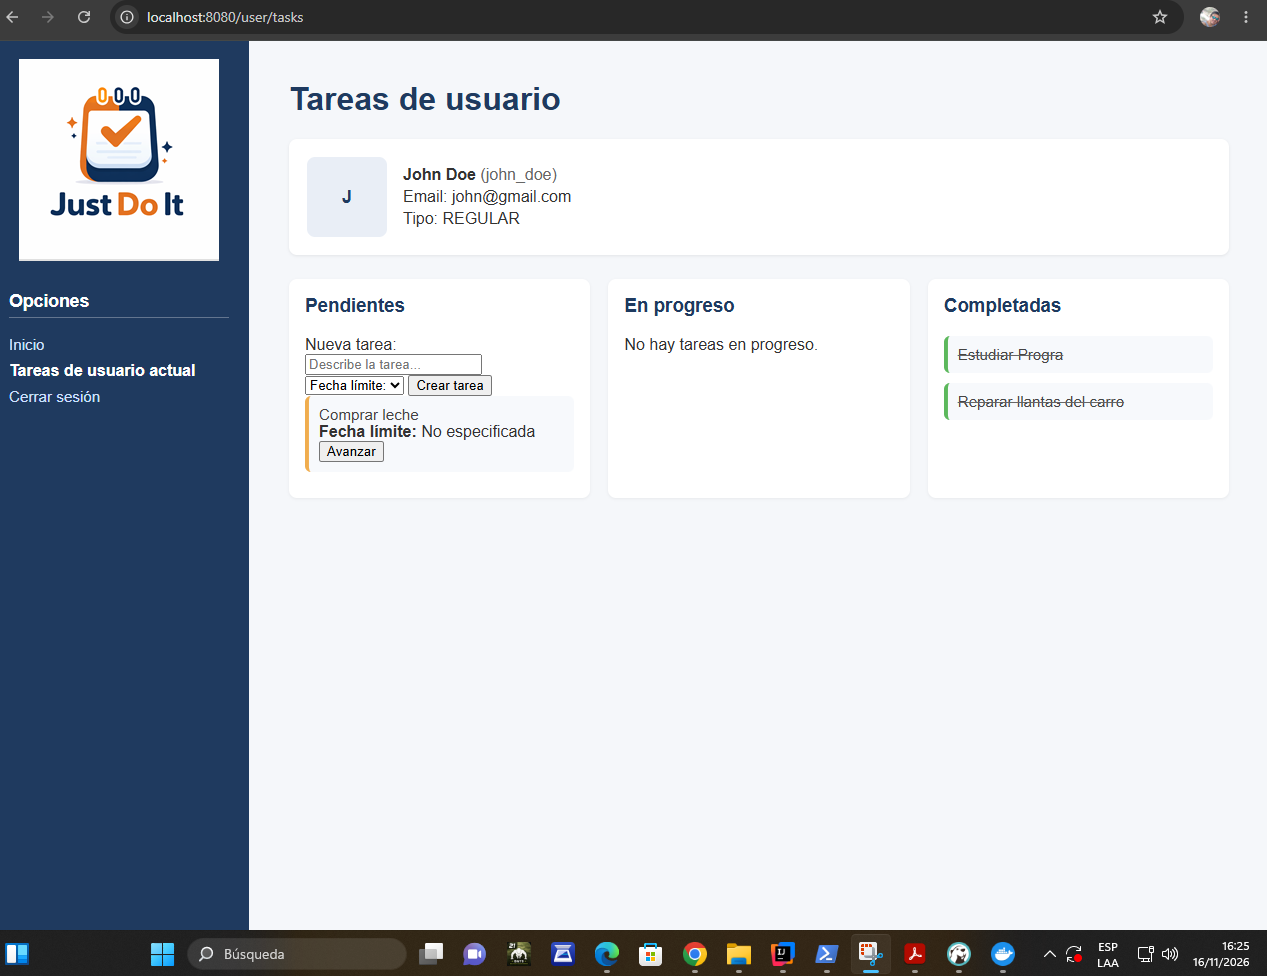 localhost:8080/user/tasks
Just Do It
Opciones
Inicio
Tareas de usuario actual
Cerrar sesión
Tareas de usuario
J
John Doe (john_doe)
Email: john@gmail.com
Tipo: REGULAR
Pendientes
Nueva tarea:
Describe la tarea...
Fecha límite: Crear tarea
Comprar leche
Fecha límite: No especificada
Avanzar
En progreso
No hay tareas en progreso.
Completadas
Estudiar Progra
Reparar llantas del carro
Búsqueda
ESP
LAA
16:25
16/11/2026